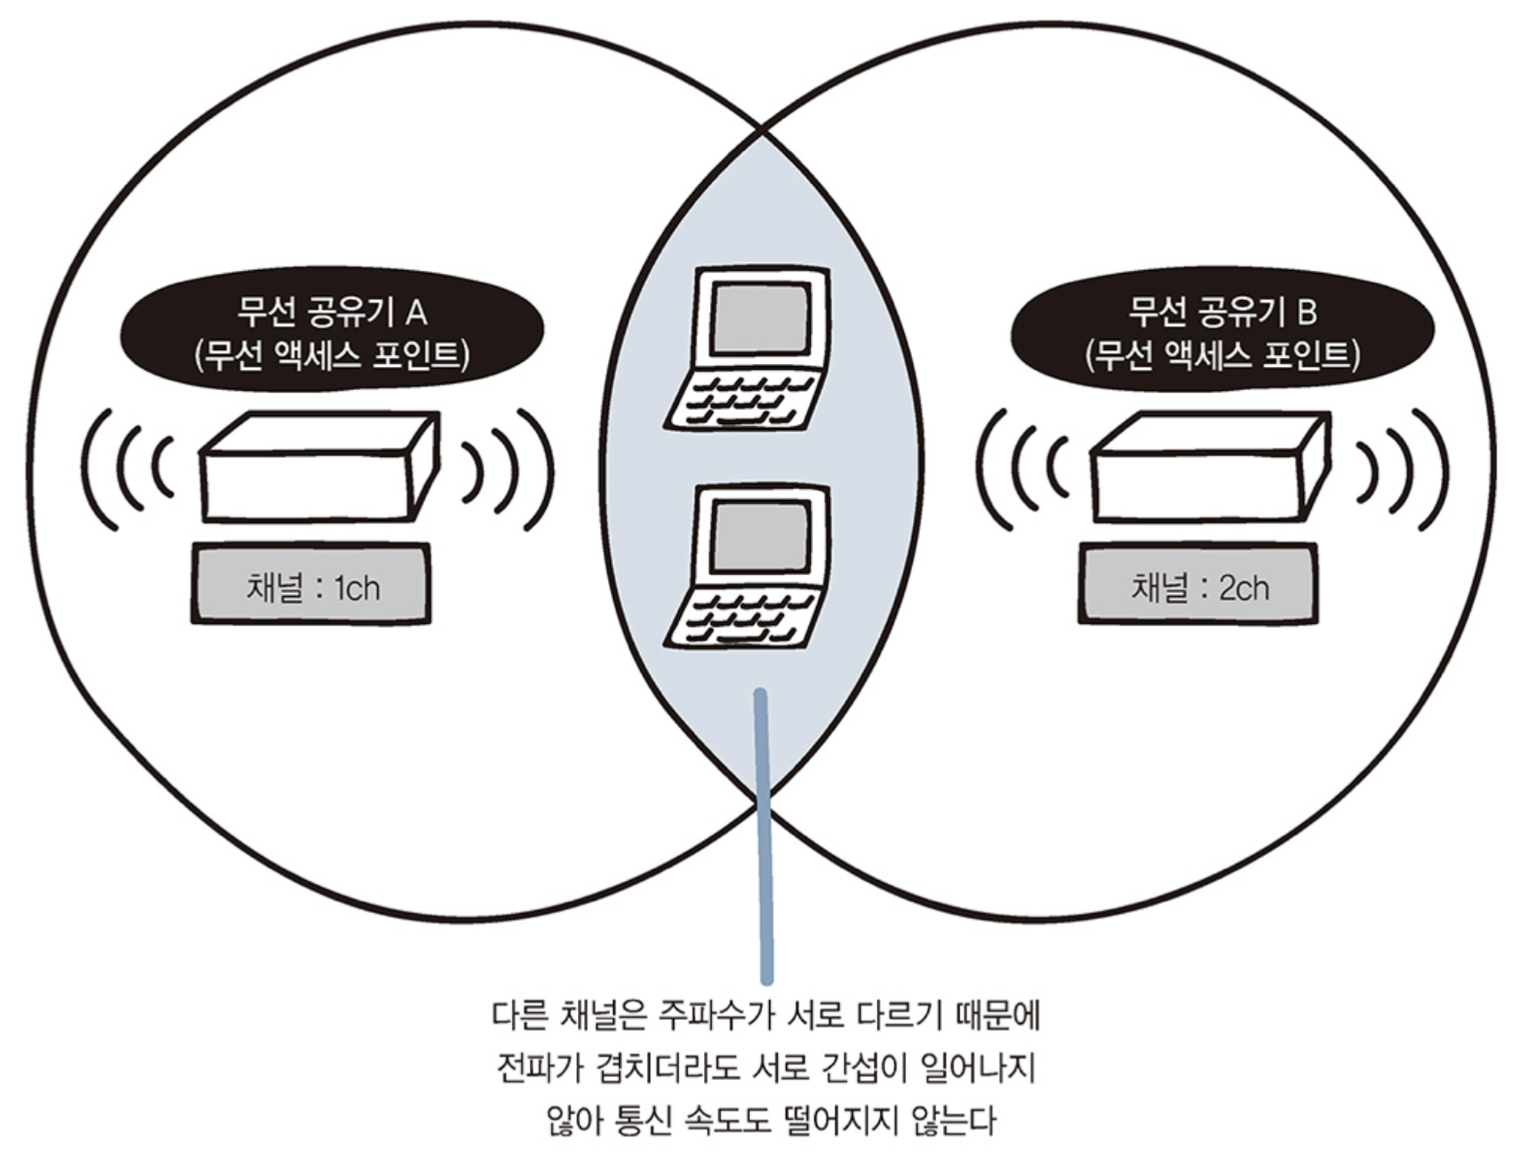 무선 공유기 A
(무선 액세스 포인트)
채널 : 1ch
무선 공유기 B
(무선 액세스 포인트)
채널 : 2ch
다른 채널은 주파수가 서로 다르기 때문에
전파가 겹치더라도 서로 간섭이 일어나지
않아 통신 속도도 떨어지지 않는다